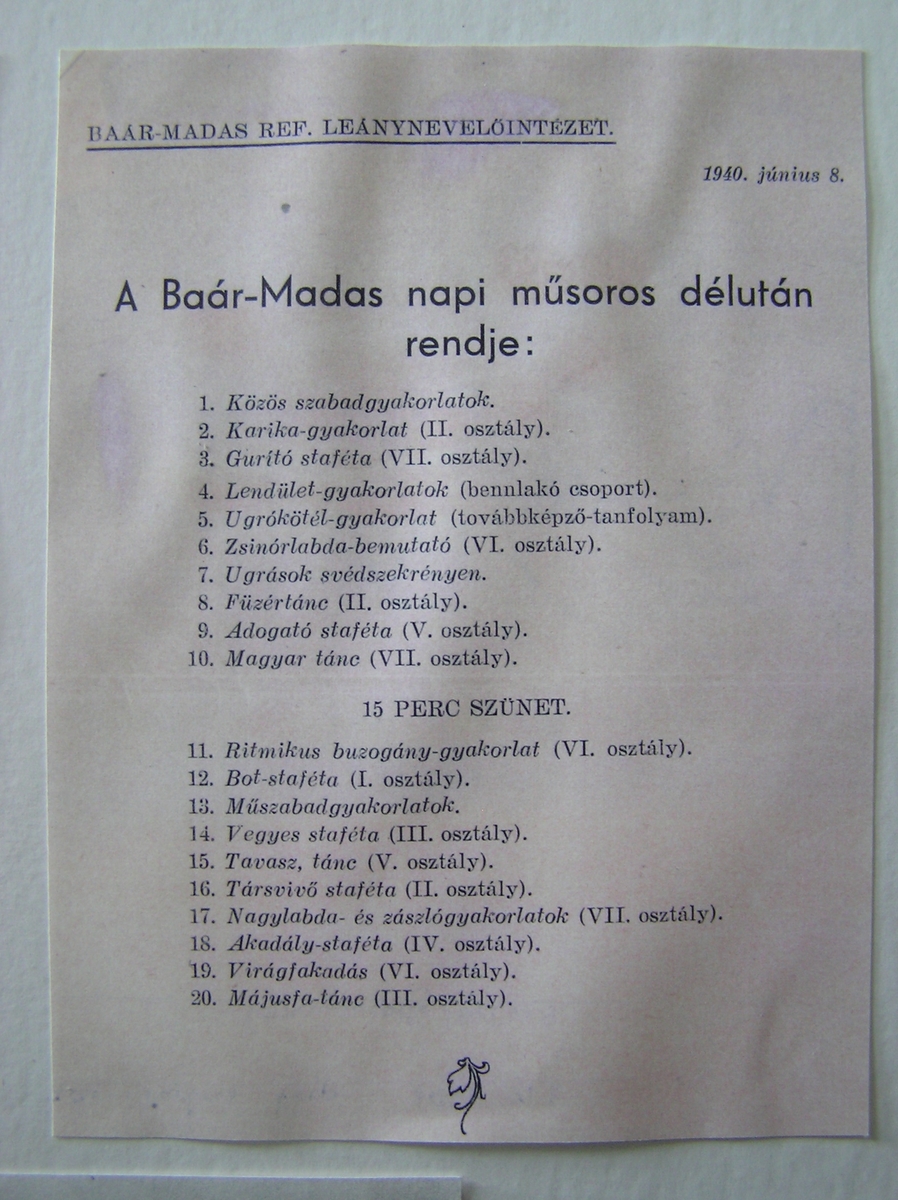 BAÁR-MADAS REF. LEÁNYNEVELŐINTÉZET.
1940. június 8.
A Baár-Madas napi műsoros délután
rendje:
1. Közös szabadgyakorlatok.
2. Karika-gyakorlat (II. osztály).
3. Gurító staféta (VII. osztály).
4. Lendület-gyakorlatok (bennlakó csoport).
5. Ugrókötél-gyakorlat (továbbképző-tanfolyam).
6. Zsinórlabda-bemutató (VI. osztály).
7. Ugrások svédszekrényen.
8. Füzértánc (II. osztály).
9. Adogató staféta (V. osztály).
10. Magyar tánc (VII. osztály).
15 PERC SZÜNET.
11. Ritmikus buzogány-gyakorlat (VI. osztály).
12. Bot-staféta (I. osztály).
13. Műszabadgyakorlatok.
14. Vegyes staféta (III. osztály).
15. Tavasz, tánc (V. osztály).
16. Társvivő staféta (II. osztály).
17. Nagylabda- és zászlógyakorlatok (VII. osztály).
18. Akadály-staféta (IV. osztály).
19. Virágfakadás (VI. osztály).
20. Májusfa-tánc (III. osztály).